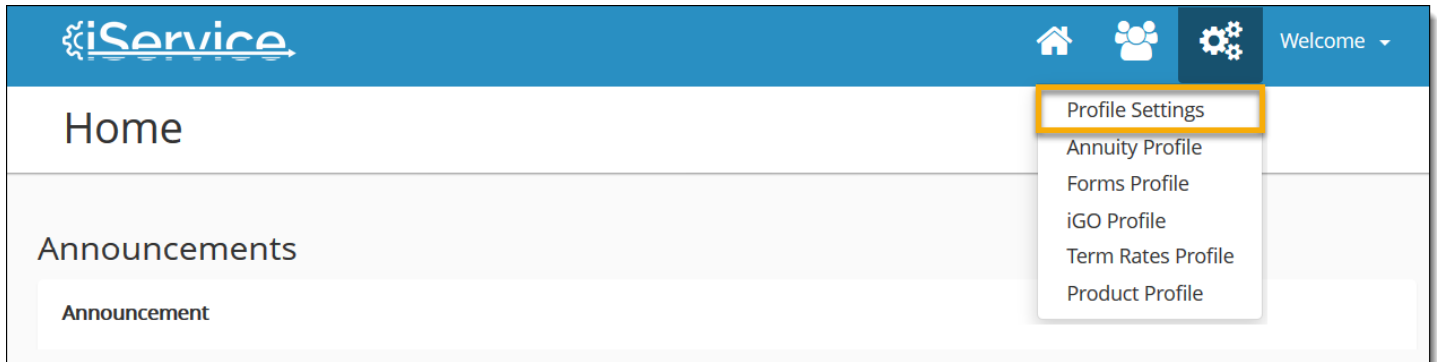 iService
Welcome
Home
Profile Settings
Annuity Profile
Forms Profile
iGO Profile
Term Rates Profile
Product Profile
Announcements
Announcement